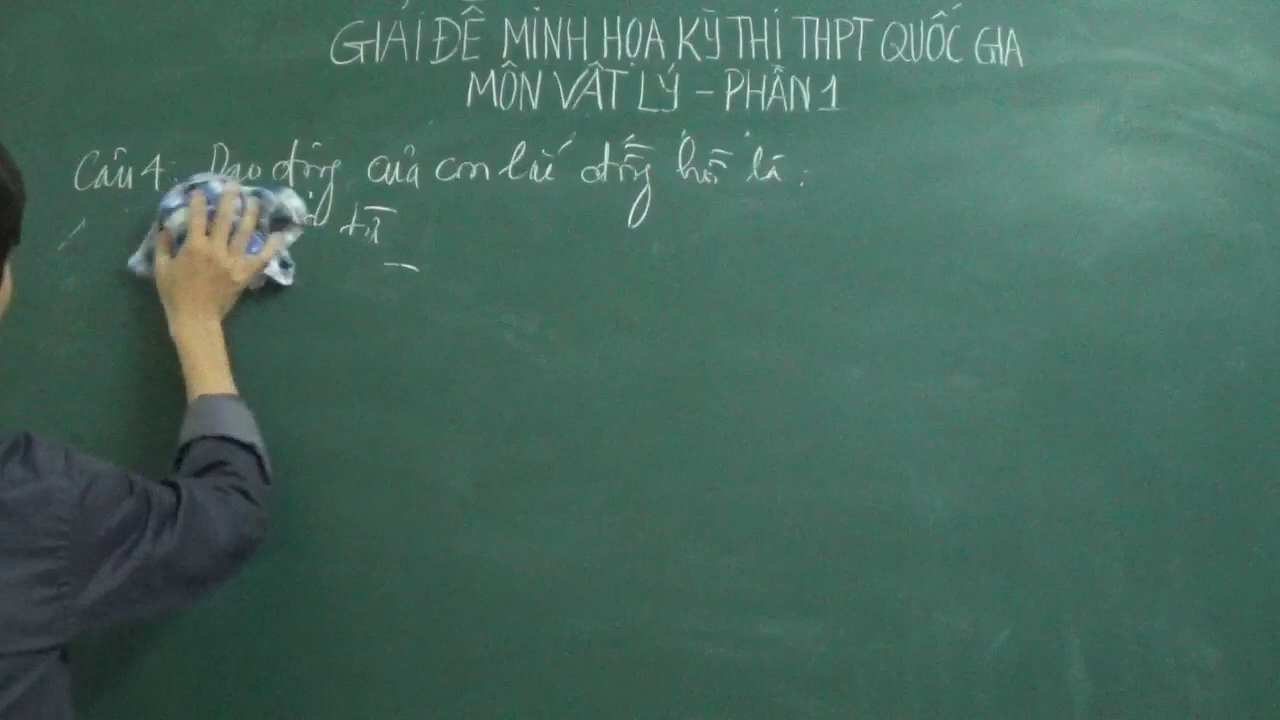 GIẢI ĐỀ MINH HỌA KỲ THI THPT QUỐC GIA
MÔN VẬT LÝ - PHẦN 1
Câu 4: Dao động của con lắc đồng hồ là: